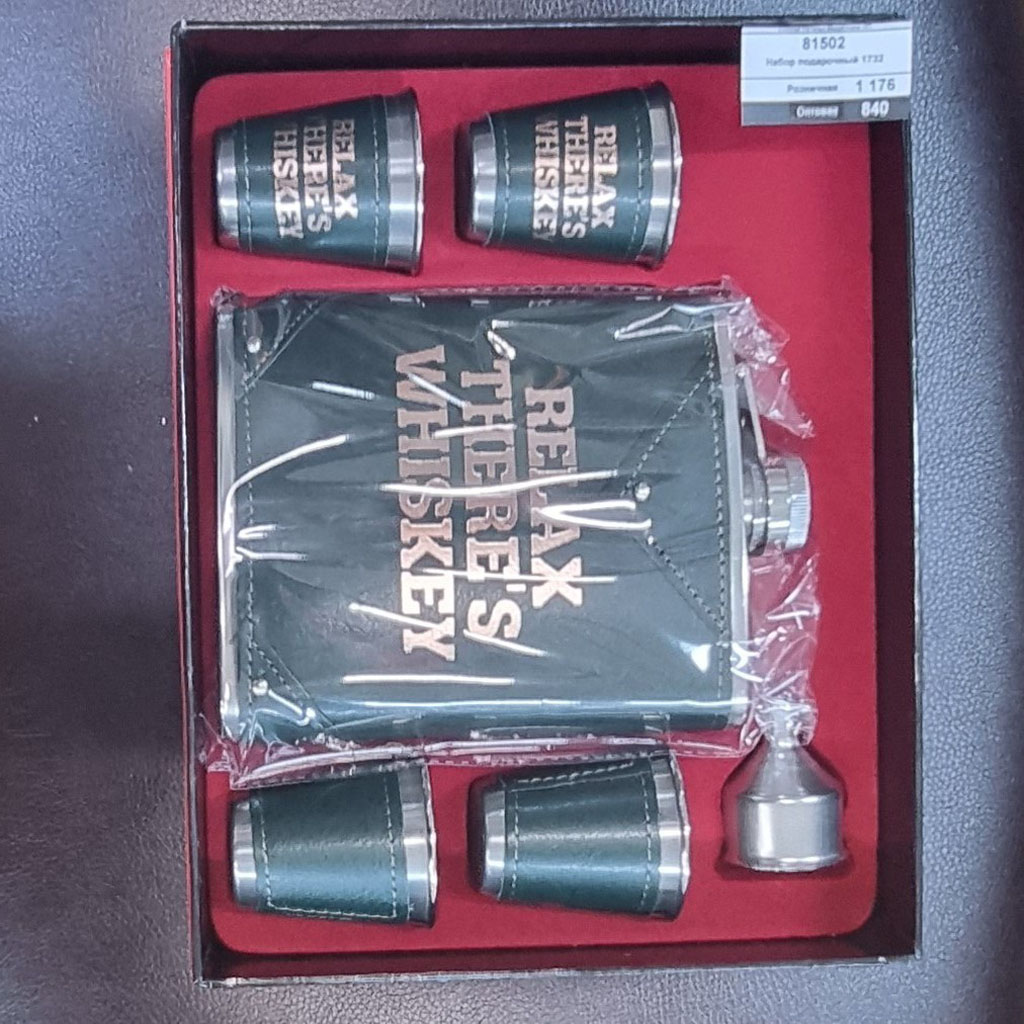 81502
Набор подарочный 1732
Розничная 1 176
Оптовая 840
RELAX
THERE'S
WHISKEY
RELAX
THERE'S
WHISKEY
RELAX
THERE'S
WHISKEY